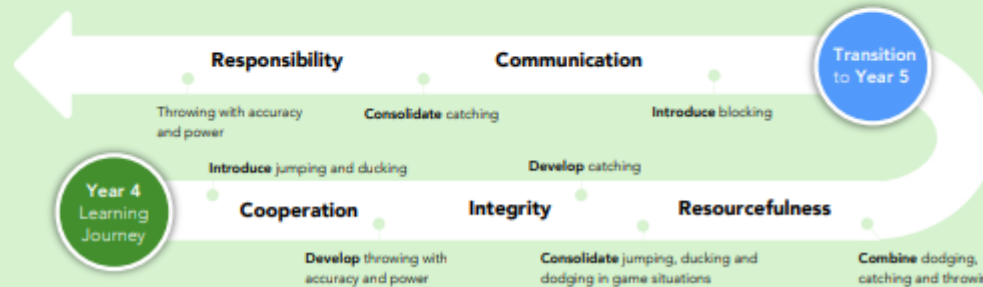 Responsibility
Communication
Transition
to Year 5
Throwing with accuracy
and power
Consolidate catching
Introduce blocking
Introduce jumping and ducking
Develop catching
Year 4
Learning
Journey
Cooperation
Integrity
Resourcefulness
Develop throwing with
accuracy and power
Consolidate jumping, ducking and
dodging in game situations
Combine dodging,
catching and